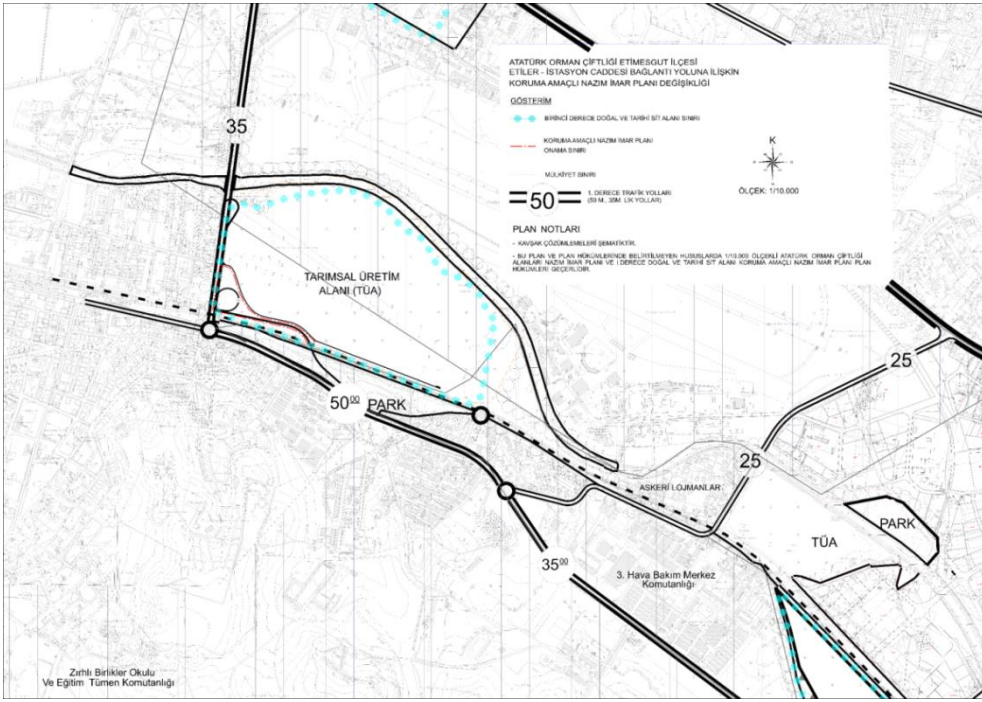 ATATÜRK ORMAN ÇİFTLİĞİ ETİMESGUT İLÇESİ
ETİLER - İSTASYON CADDESİ BAĞLANTI YOLUNA İLİŞKİN
KORUMA AMAÇLI NAZIM İMAR PLANI DEĞİŞİKLİĞİ
GÖSTERİM
BİRİNCİ DERECE DOĞAL VE TARİHİ SİT ALANI SINIRI
KORUMA AMAÇLI NAZIM İMAR PLANI
ONAMA SINIRI
MÜLKİYET SINIRI
50
1. DERECE TRAFİK YOLLARI
(50 M., 35M. LİK YOLLAR)
K
ÖLÇEK: 1/10.000
PLAN NOTLARI
- KAVŞAK ÇÖZÜMLEMELERİ ŞEMATİKTİR.
- BU PLAN VE PLAN HÜKÜMLERİNDE BELİRTİLMEYEN HUSUSLARDA 1/10.000 ÖLÇEKLİ ATATÜRK ORMAN ÇİFTLİĞİ
ALANLARI NAZIM İMAR PLANI VE I.DERECE DOĞAL VE TARİHİ SİT ALANI KORUMA AMAÇLI NAZIM İMAR PLANI PLAN
HÜKÜMLERİ GEÇERLİDİR.
35
TARIMSAL ÜRETİM
ALANI (TÜA)
50⁰⁰ PARK
25
25
ASKERİ LOJMANLAR
PARK
TÜA
35⁰⁰
3. Hava Bakım Merkez
Komutanlığı
Zırhlı Birlikler Okulu
Ve Eğitim Tümen Komutanlığı